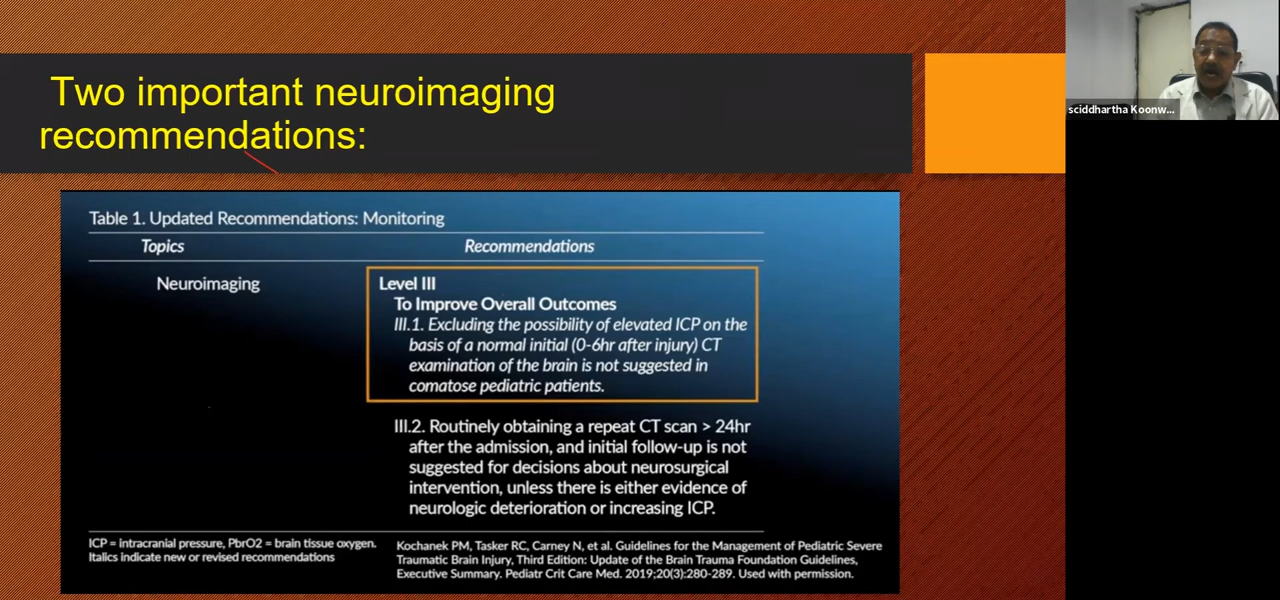 Two important neuroimaging
recommendations:
sciddhartha Koonw...
Table 1. Updated Recommendations: Monitoring
Topics Recommendations
Neuroimaging Level III
To Improve Overall Outcomes
III.1. Excluding the possibility of elevated ICP on the
basis of a normal initial (0-6hr after injury) CT
examination of the brain is not suggested in
comatose pediatric patients.
III.2. Routinely obtaining a repeat CT scan > 24hr
after the admission, and initial follow-up is not
suggested for decisions about neurosurgical
intervention, unless there is either evidence of
neurologic deterioration or increasing ICP.
ICP = intracranial pressure, PbrO2 = brain tissue oxygen.
Italics indicate new or revised recommendations
Kochanek PM, Tasker RC, Carney N, et al. Guidelines for the Management of Pediatric Severe
Traumatic Brain Injury, Third Edition: Update of the Brain Trauma Foundation Guidelines,
Executive Summary. Pediatr Crit Care Med. 2019;20(3):280-289. Used with permission.